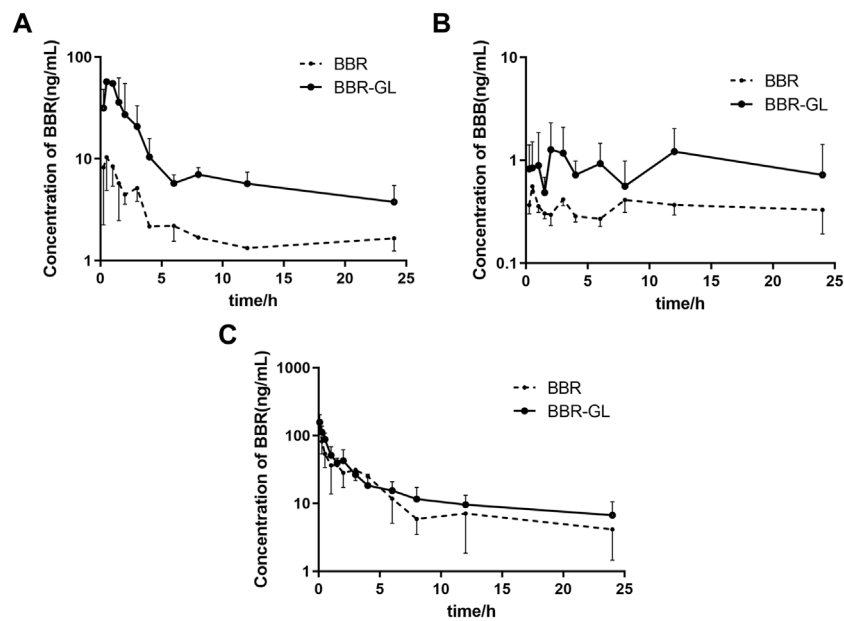 A
Concentration of BBR(ng/mL)
100
10
1
0 5 10 15 20 25
time/h
BBR
BBR-GL
B
Concentration of BBB(ng/mL)
10
1
0.1
0 5 10 15 20 25
time/h
BBR
BBR-GL
C
Concentration of BBR(ng/mL)
1000
100
10
1
0 5 10 15 20 25
time/h
BBR
BBR-GL